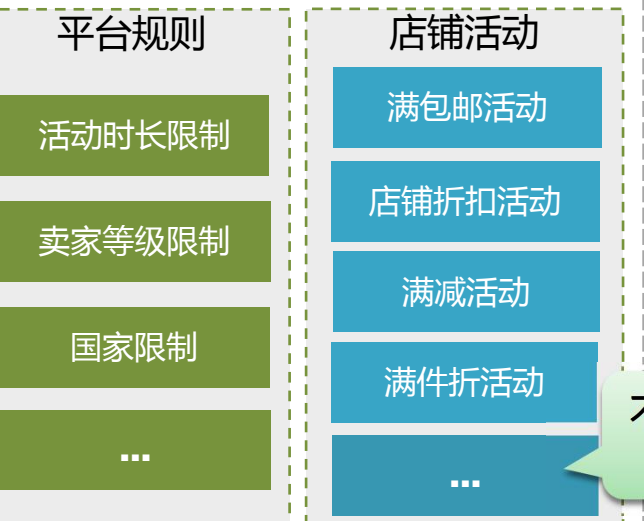 平台规则
活动时长限制
卖家等级限制
国家限制
...
店铺活动
满包邮活动
店铺折扣活动
满减活动
满件折活动
...